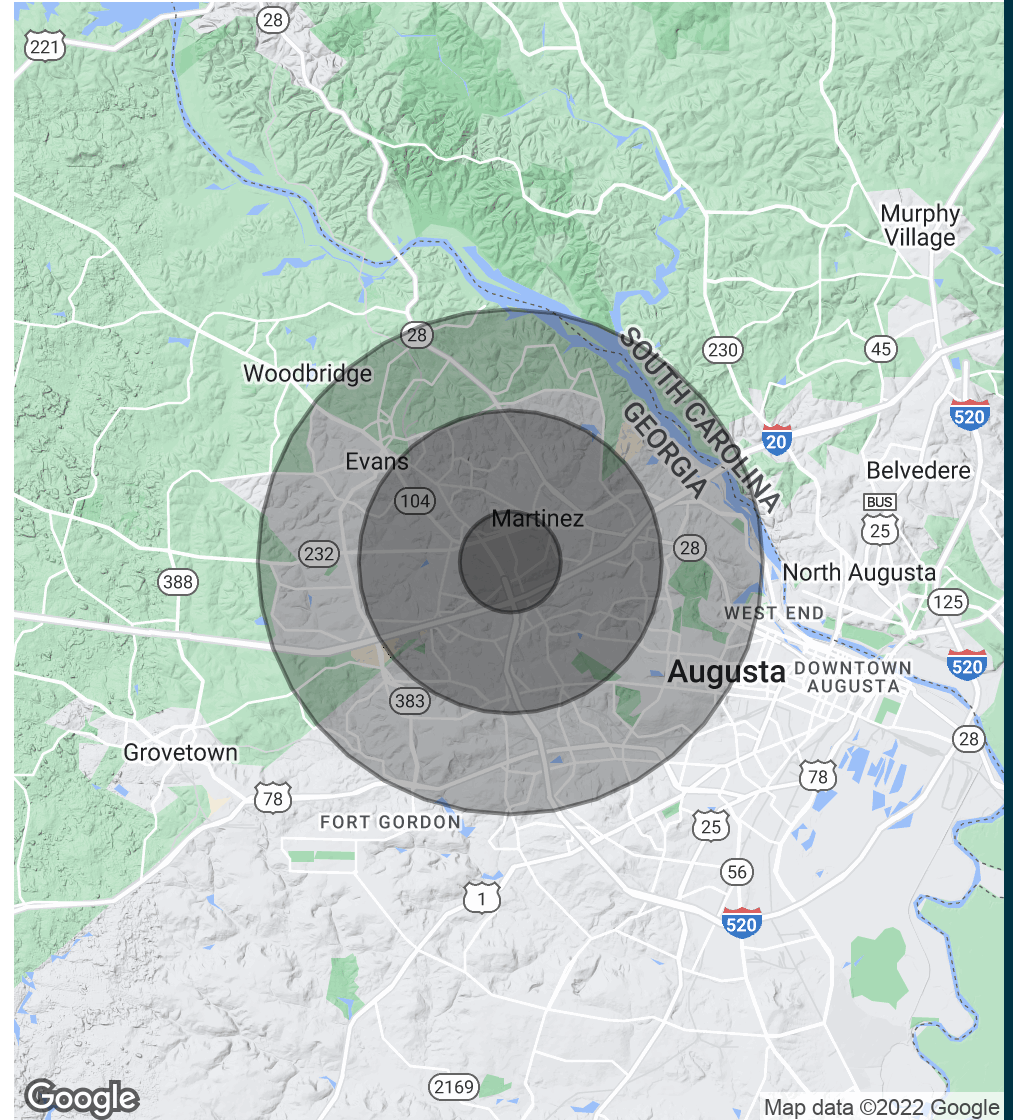 28
221
Murphy
Village
28
SOUTH CAROLINA
230
45
Woodbridge
GEORGIA
520
20
Evans
Belvedere
104
BUS
25
Martinez
28
232
388
North Augusta
125
WEST END
520
Augusta
DOWNTOWN
AUGUSTA
383
28
Grovetown
78
78
FORT GORDON
25
56
1
520
2169
Google
Map data ©2022 Google